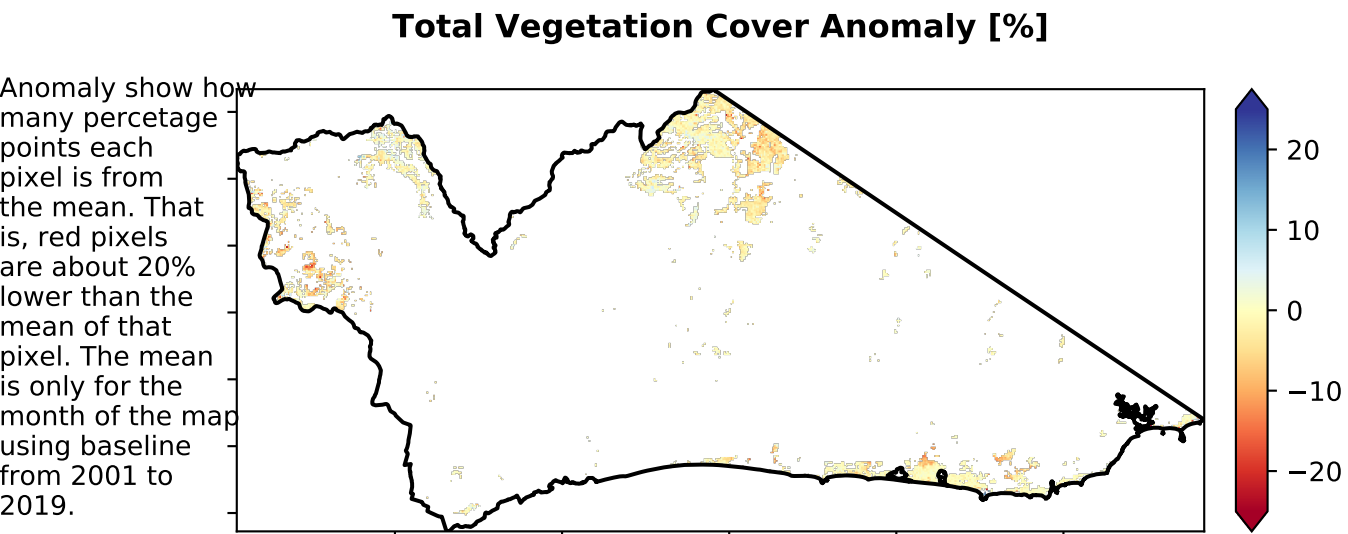 Total Vegetation Cover Anomaly [%]
Anomaly show how
many percetage
points each
pixel is from
the mean. That
is, red pixels
are about 20%
lower than the
mean of that
pixel. The mean
is only for the
month of the map
using baseline
from 2001 to
2019.
20
10
0
−10
−20